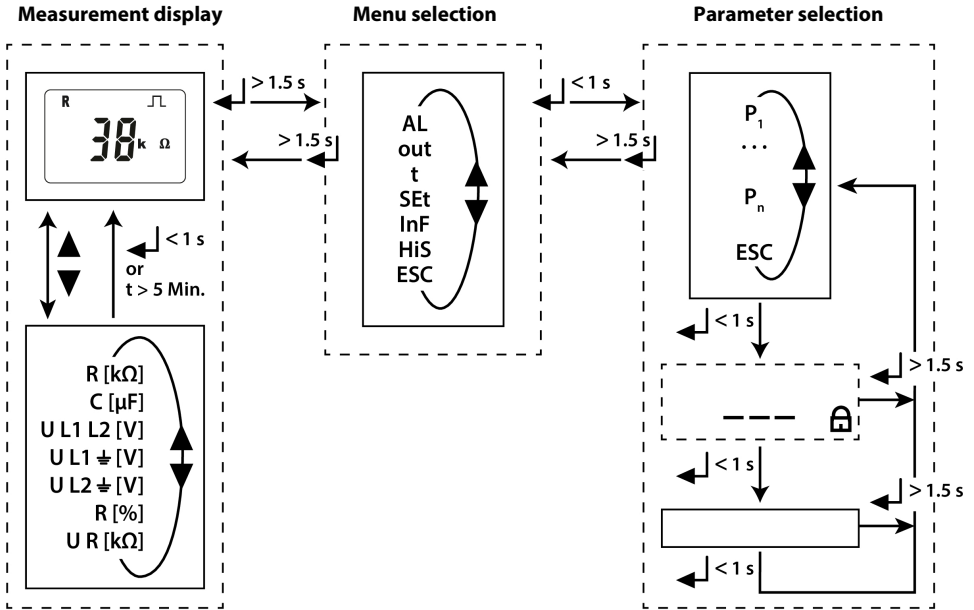 Measurement display
Menu selection
Parameter selection
R
38 k Ω
> 1.5 s
> 1.5 s
< 1 s
or
t > 5 Min.
R [kΩ]
C [µF]
U L1 L2 [V]
U L1 ⏚ [V]
U L2 ⏚ [V]
R [%]
U R [kΩ]
AL
out
t
SEt
InF
HiS
ESC
< 1 s
> 1.5 s
P1
...
Pn
ESC
< 1 s
> 1.5 s
_ _ _
< 1 s
> 1.5 s
< 1 s